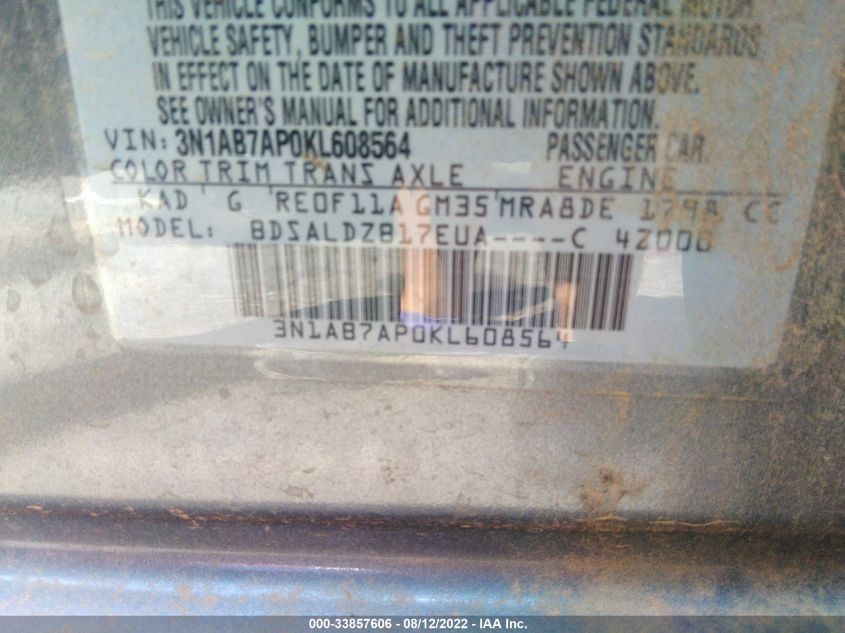 THIS VEHICLE CONFORMS TO ALL APPLICABLE FEDERAL MOTOR
VEHICLE SAFETY, BUMPER AND THEFT PREVENTION STANDARDS
IN EFFECT ON THE DATE OF MANUFACTURE SHOWN ABOVE.
SEE OWNER'S MANUAL FOR ADDITIONAL INFORMATION.
VIN: 3N1AB7AP0KL608564 PASSENGER CAR.
COLOR TRIM TRANS AXLE ENGINE
KAD G RE0F11A GM35 MRA8DE 1798 CC
MODEL: BDSALDZB17EUA----C 4Z000
3N1AB7AP0KL608564
000-33857606 - 08/12/2022 - IAA Inc.